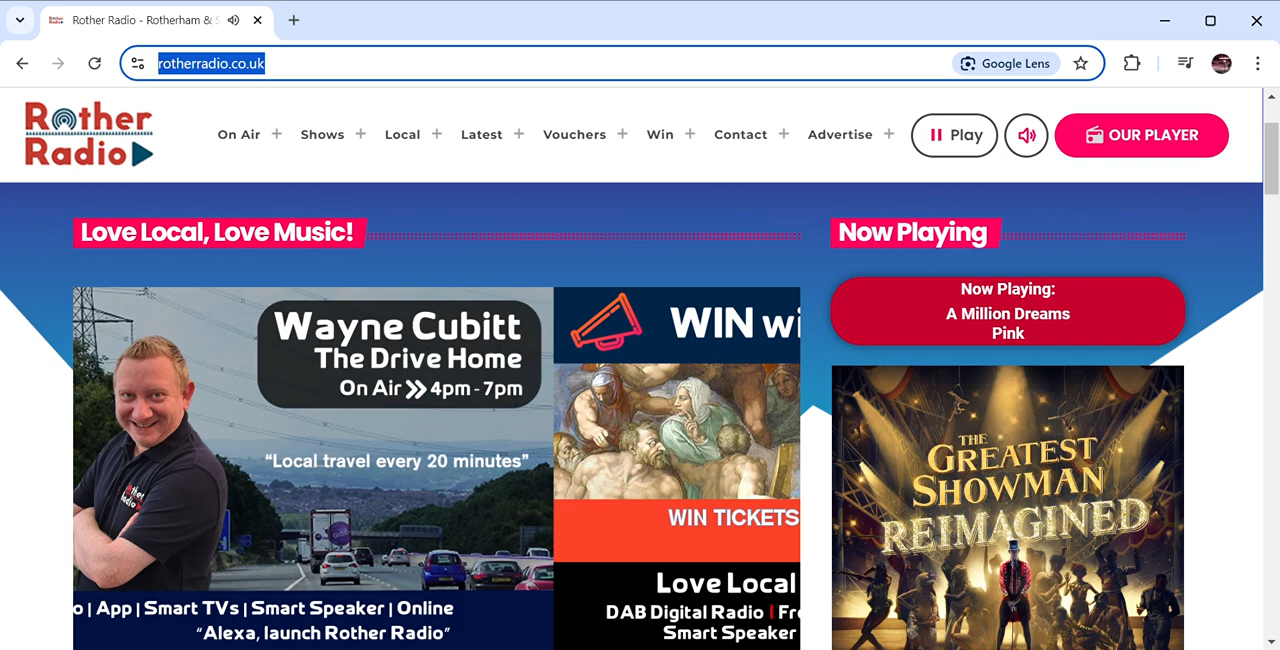 Rother Radio - Rotherham &
rotherradio.co.uk
Google Lens
Rother
Radio
On Air
Shows
Local
Latest
Vouchers
Win
Contact
Advertise
Play
OUR PLAYER
Love Local, Love Music!
Now Playing
Wayne Cubitt
The Drive Home
On Air >> 4pm - 7pm
"Local travel every 20 minutes"
Rother
Radio
o | App | Smart TVs | Smart Speaker | Online
"Alexa, launch Rother Radio"
WIN wi
WIN TICKETS
Love Local
DAB Digital Radio | Fre
Smart Speaker
Now Playing:
A Million Dreams
Pink
THE
GREATEST
SHOWMAN
REIMAGINED